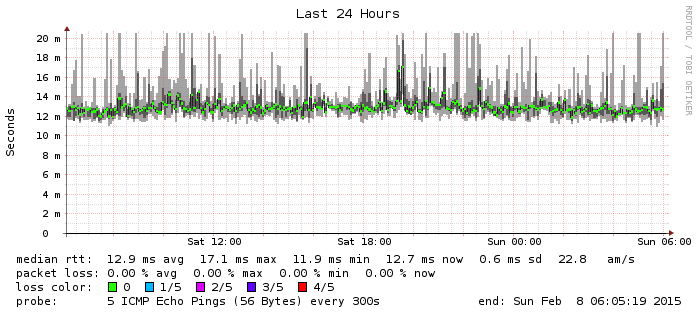 Last 24 Hours
RRDTOOL / TOBI OETIKER
Seconds
20 m
18 m
16 m
14 m
12 m
10 m
8 m
6 m
4 m
2 m
0
Sat 12:00 Sat 18:00 Sun 00:00 Sun 06:00
median rtt: 12.9 ms avg 17.1 ms max 11.9 ms min 12.7 ms now 0.6 ms sd 22.8 am/s
packet loss: 0.00 % avg 0.00 % max 0.00 % min 0.00 % now
loss color: 0 1/5 2/5 3/5 4/5
probe: 5 ICMP Echo Pings (56 Bytes) every 300s end: Sun Feb 8 06:05:19 2015